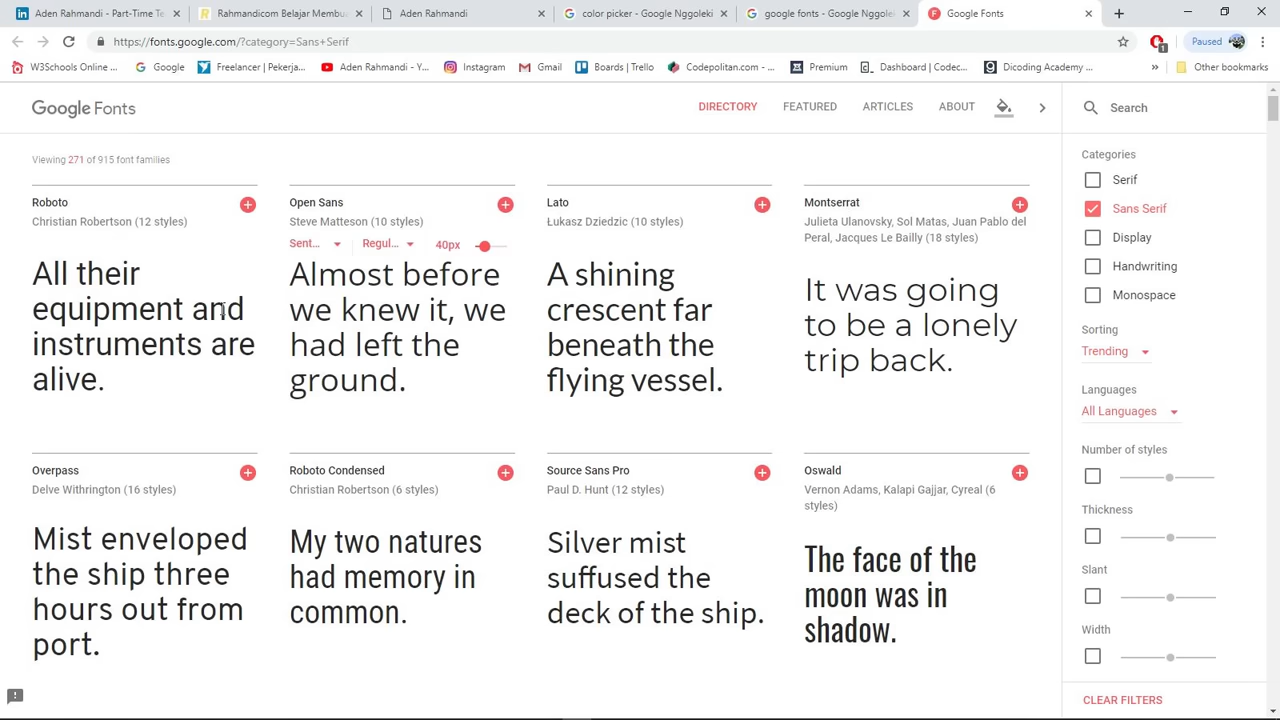 Aden Rahmandi - Part-Time Te
Rahmandicom Belajar Membua
Aden Rahmndi
color picker - Google Nggoleki
google fonts - Google Nggolek
Google Fonts
https://fonts.google.com/?category=Sans+Serif
1
Paused
W3Schools Online ...
Google
Freelancer | Pekerja...
Aden Rahmandi - Y...
Instagram
Gmail
Boards | Trello
Codepolitan.com - ...
Premium
Dashboard | Codec...
Dicoding Academy ...
»
Other bookmarks
Google Fonts
DIRECTORY
FEATURED
ARTICLES
ABOUT
Search
Viewing 271 of 915 font families
Roboto
Christian Robertson (12 styles)
All their
equipment and
instruments are
alive.
Open Sans
Steve Matteson (10 styles)
Sent...
Regul...
40px
Almost before
we knew it, we
had left the
ground.
Lato
Łukasz Dziedzic (10 styles)
A shining
crescent far
beneath the
flying vessel.
Montserrat
Julieta Ulanovsky, Sol Matas, Juan Pablo del
Peral, Jacques Le Bailly (18 styles)
It was going
to be a lonely
trip back.
Overpass
Delve Withrington (16 styles)
Mist enveloped
the ship three
hours out from
port.
Roboto Condensed
Christian Robertson (6 styles)
My two natures
had memory in
common.
Source Sans Pro
Paul D. Hunt (12 styles)
Silver mist
suffused the
deck of the ship.
Oswald
Vernon Adams, Kalapi Gajjar, Cyreal (6
styles)
The face of the
moon was in
shadow.
Categories
Serif
Sans Serif
Display
Handwriting
Monospace
Sorting
Trending
Languages
All Languages
Number of styles
Thickness
Slant
Width
CLEAR FILTERS